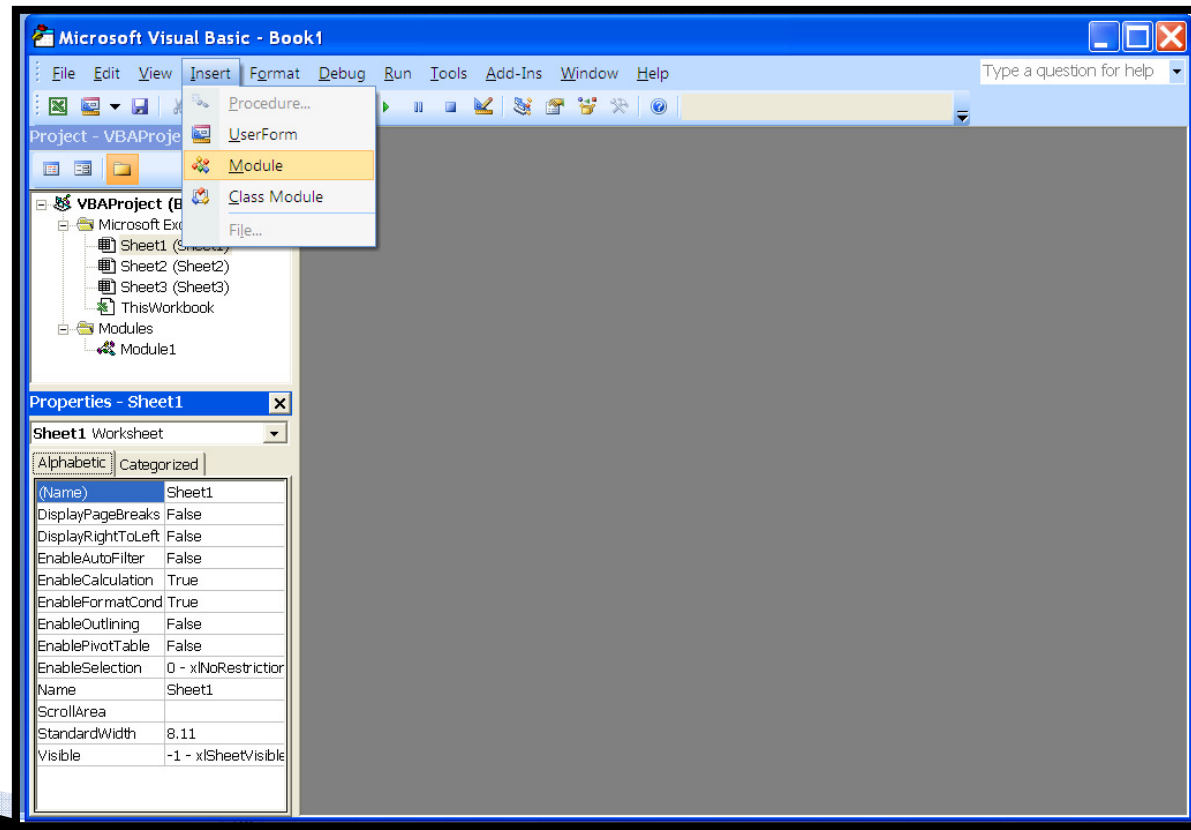 Microsoft Visual Basic - Book1
File Edit View Insert Format Debug Run Tools Add-Ins Window Help
Type a question for help
Procedure...
UserForm
Module
Class Module
File...
Project - VBAProje
VBAProject (B
Microsoft Exc
Sheet1 (Sheet1)
Sheet2 (Sheet2)
Sheet3 (Sheet3)
ThisWorkbook
Modules
Module1
Properties - Sheet1
Sheet1 Worksheet
Alphabetic Categorized
(Name) Sheet1
DisplayPageBreaks False
DisplayRightToLeft False
EnableAutoFilter False
EnableCalculation True
EnableFormatCond True
EnableOutlining False
EnablePivotTable False
EnableSelection 0 - xlNoRestriction
Name Sheet1
ScrollArea
StandardWidth 8.11
Visible -1 - xlSheetVisible